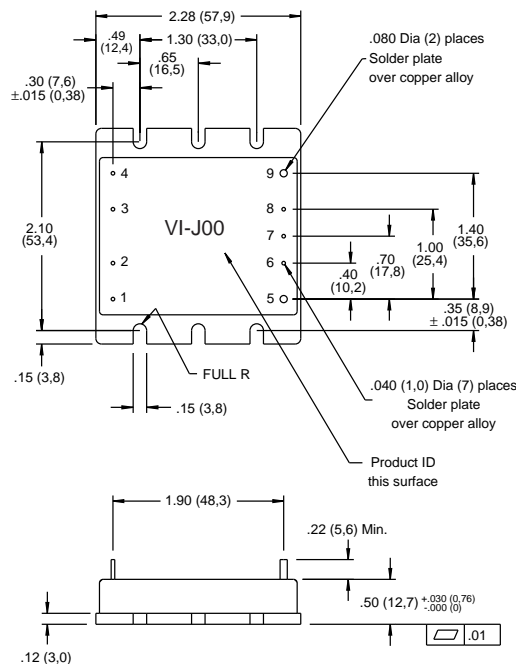 2.28 (57,9)
.49
(12,4)
1.30 (33,0)
.65
(16,5)
.080 Dia (2) places
Solder plate
over copper alloy
.30 (7,6)
±.015 (0,38)
4
9
3
8
VI-J00
7
2
6
1
5
2.10
(53,4)
1.40
(35,6)
1.00
(25,4)
.70
(17,8)
.40
(10,2)
.35 (8,9)
± .015 (0,38)
.15 (3,8)
FULL R
.15 (3,8)
.040 (1,0) Dia (7) places
Solder plate
over copper alloy
Product ID
this surface
1.90 (48,3)
.22 (5,6) Min.
.50 (12,7) +.030 (0,76)
-.000 (0)
.12 (3,0)
.01